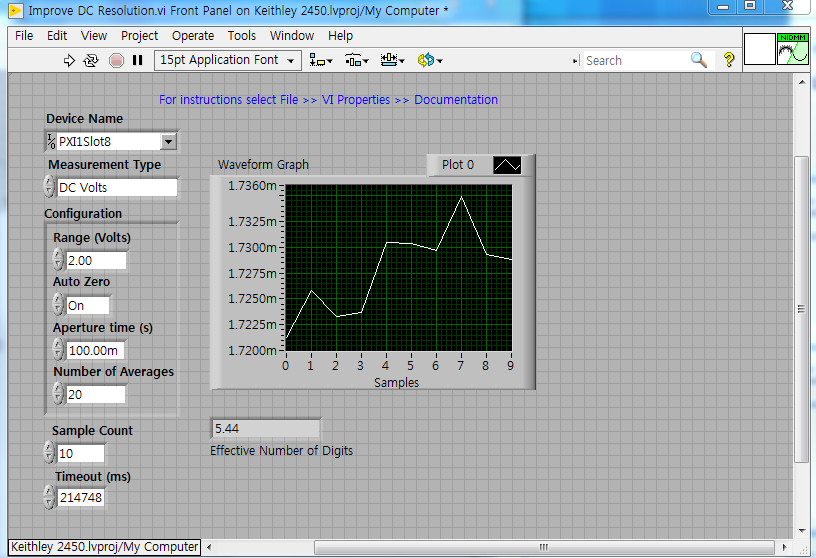 Improve DC Resolution.vi Front Panel on Keithley 2450.lvproj/My Computer *
File Edit View Project Operate Tools Window Help
15pt Application Font
Search
?
NIDMM
For instructions select File >> VI Properties >> Documentation
Device Name
I/O PXI1Slot8
Measurement Type
DC Volts
Configuration
Range (Volts)
2.00
Auto Zero
On
Aperture time (s)
100.00m
Number of Averages
20
Sample Count
10
Timeout (ms)
214748
Waveform Graph
Plot 0
1.7360m
1.7325m
1.7300m
1.7275m
1.7250m
1.7225m
1.7200m
0 1 2 3 4 5 6 7 8 9
Samples
5.44
Effective Number of Digits
Keithley 2450.lvproj/My Computer